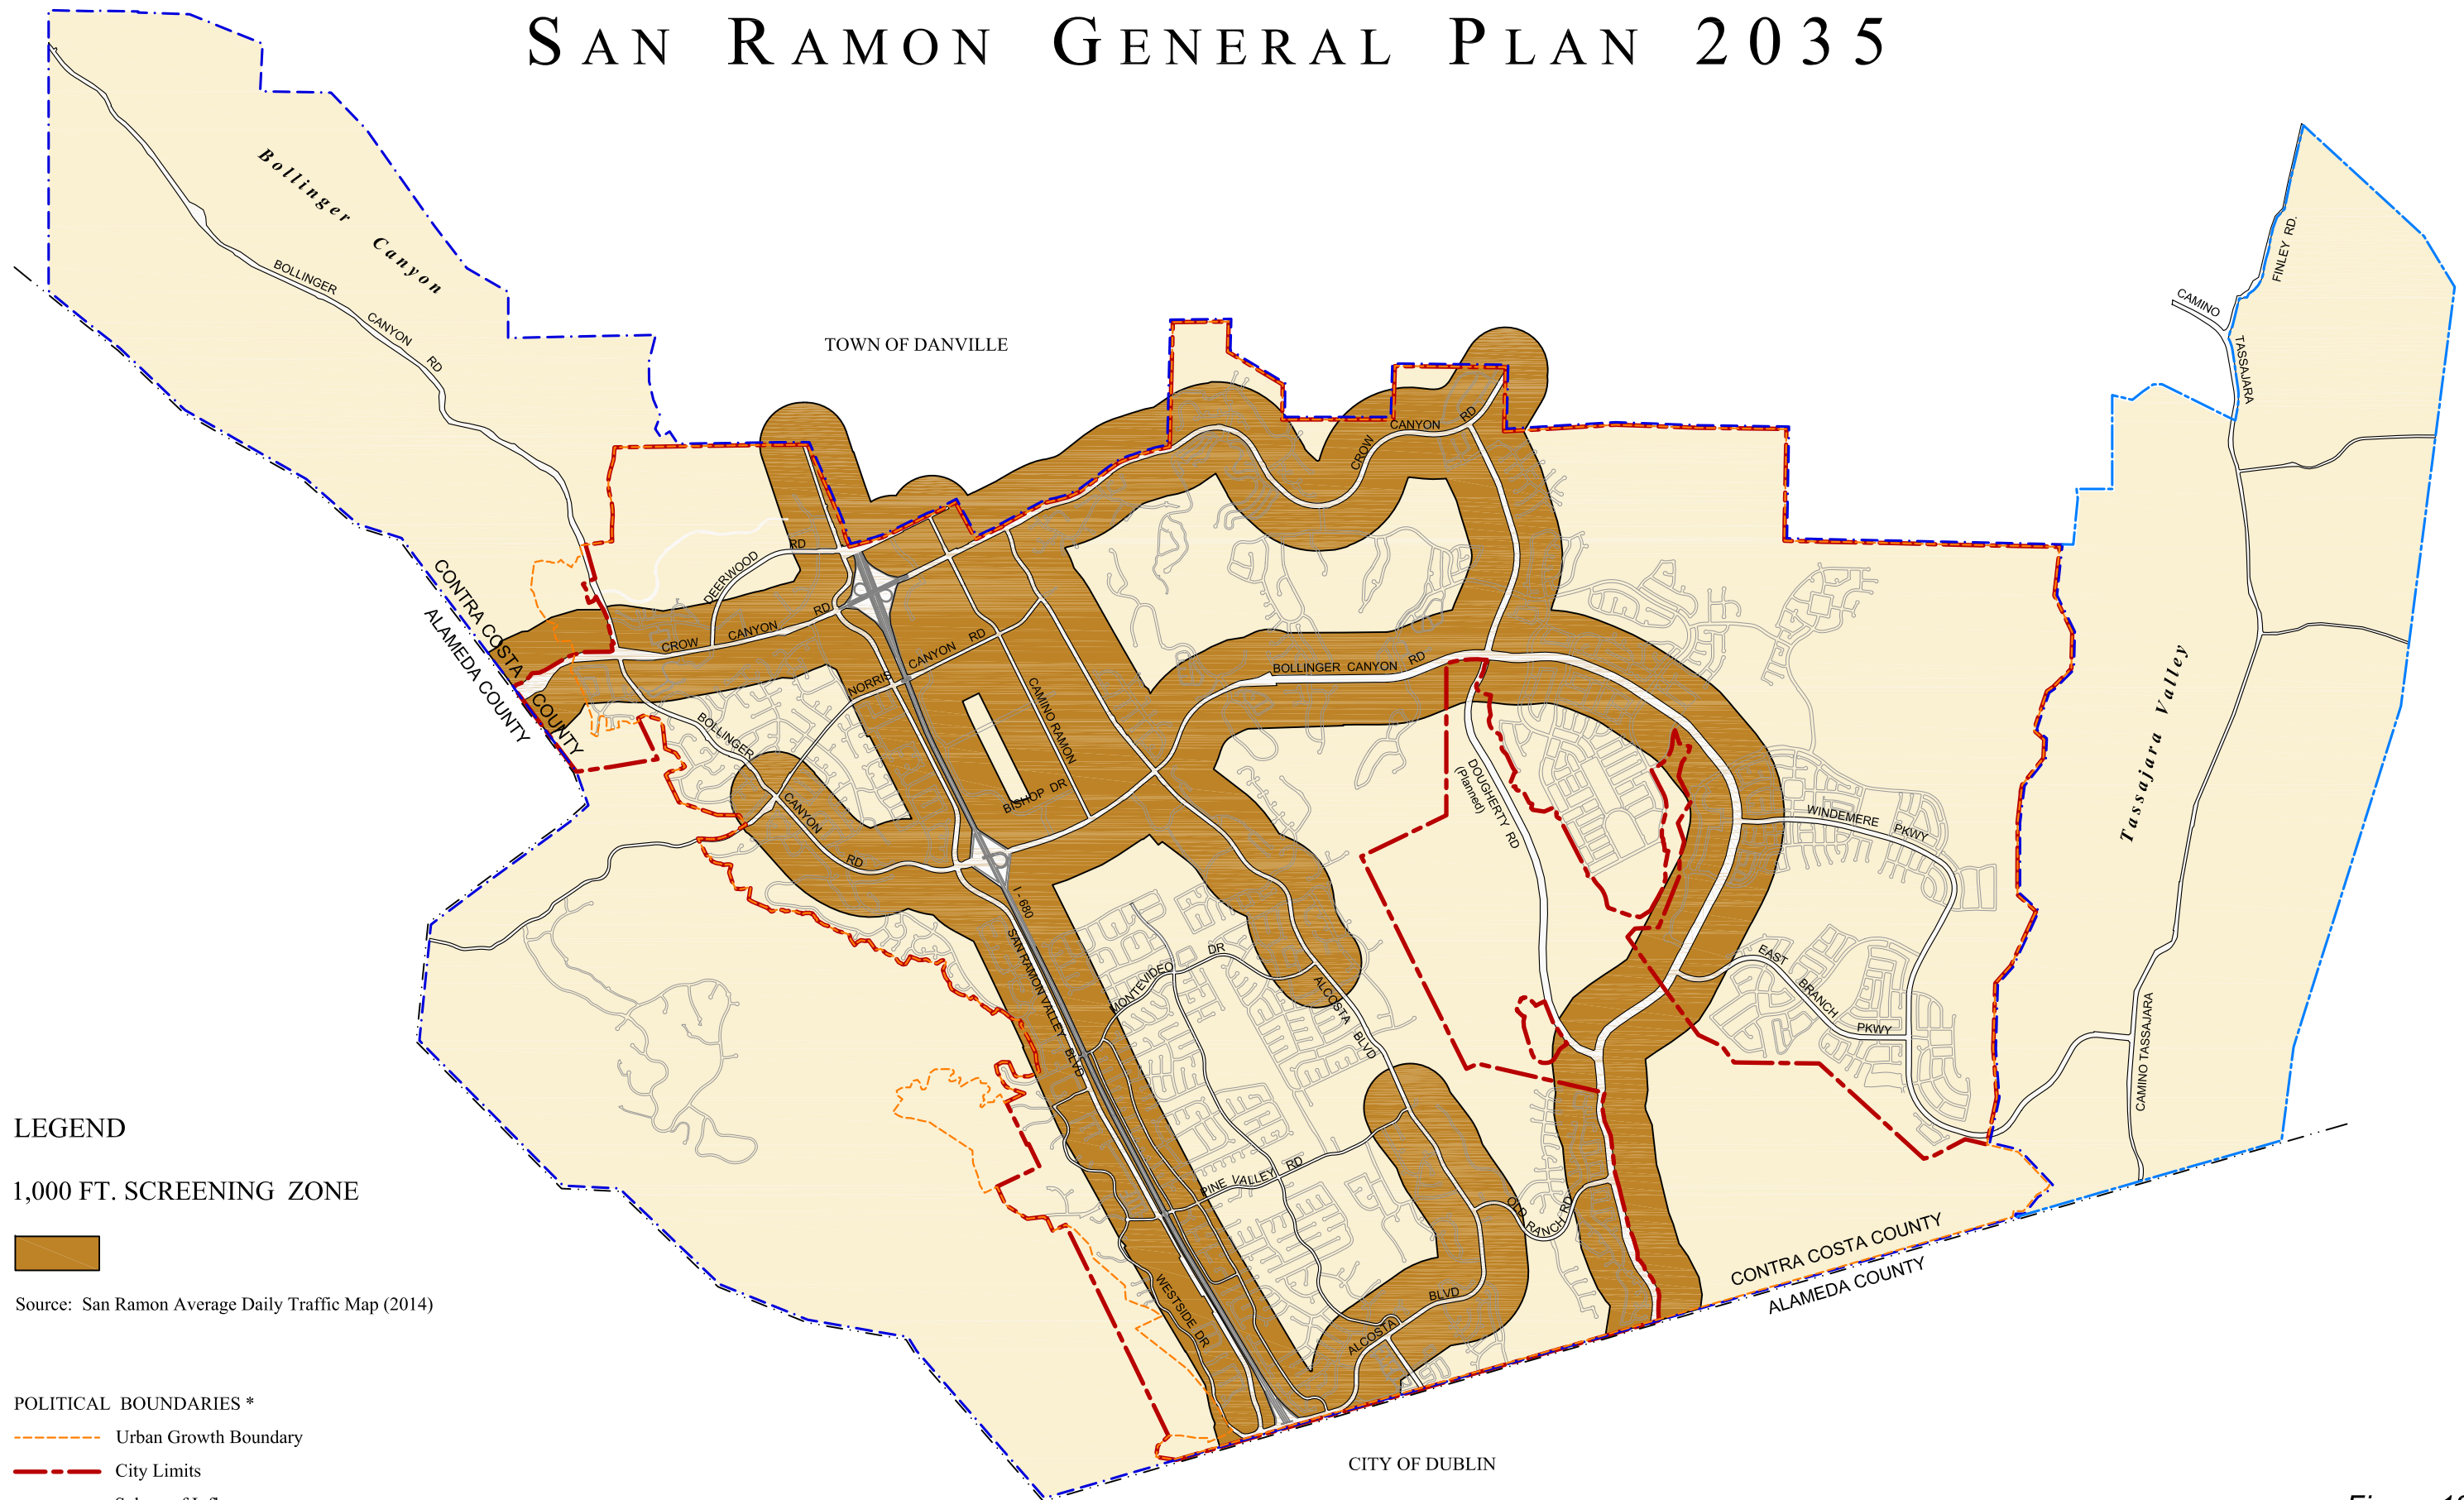 SAN RAMON GENERAL PLAN 2035
Bollinger Canyon
BOLLINGER CANYON RD
TOWN OF DANVILLE
CAMINO TASSAJARA
FINLEY RD.
CROW CANYON RD
DEERWOOD RD
CROW CANYON RD
CONTRA COSTA COUNTY
ALAMEDA COUNTY
NORRIS CANYON RD
CAMINO RAMON
BOLLINGER CANYON RD
BOLLINGER CANYON RD
BISHOP DR
DOUGHERTY RD
(Planned)
WINDEMERE PKWY
Tassajara Valley
I - 680
SAN RAMON VALLEY BLVD
MONTEVIDEO DR
ALCOSTA BLVD
EAST BRANCH PKWY
CAMINO TASSAJARA
PINE VALLEY RD
OLD RANCH RD
WESTSIDE DR
ALCOSTA BLVD
CONTRA COSTA COUNTY
ALAMEDA COUNTY
CITY OF DUBLIN
LEGEND
1,000 FT. SCREENING ZONE
Source: San Ramon Average Daily Traffic Map (2014)
POLITICAL BOUNDARIES *
Urban Growth Boundary
City Limits